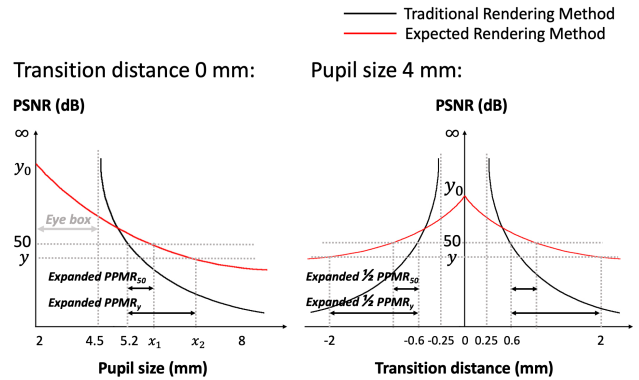 Traditional Rendering Method
Expected Rendering Method
Transition distance 0 mm:
PSNR (dB)
∞
y₀
Eye box
50
y
Expanded PPMR₅₀
Expanded PPMRᵧ
2 4.5 5.2 x₁ x₂ 8
Pupil size (mm)
Pupil size 4 mm:
PSNR (dB)
∞
y₀
50
y
Expanded ½ PPMR₅₀
Expanded ½ PPMRᵧ
-2 -0.6 -0.25 0 0.25 0.6 2
Transition distance (mm)